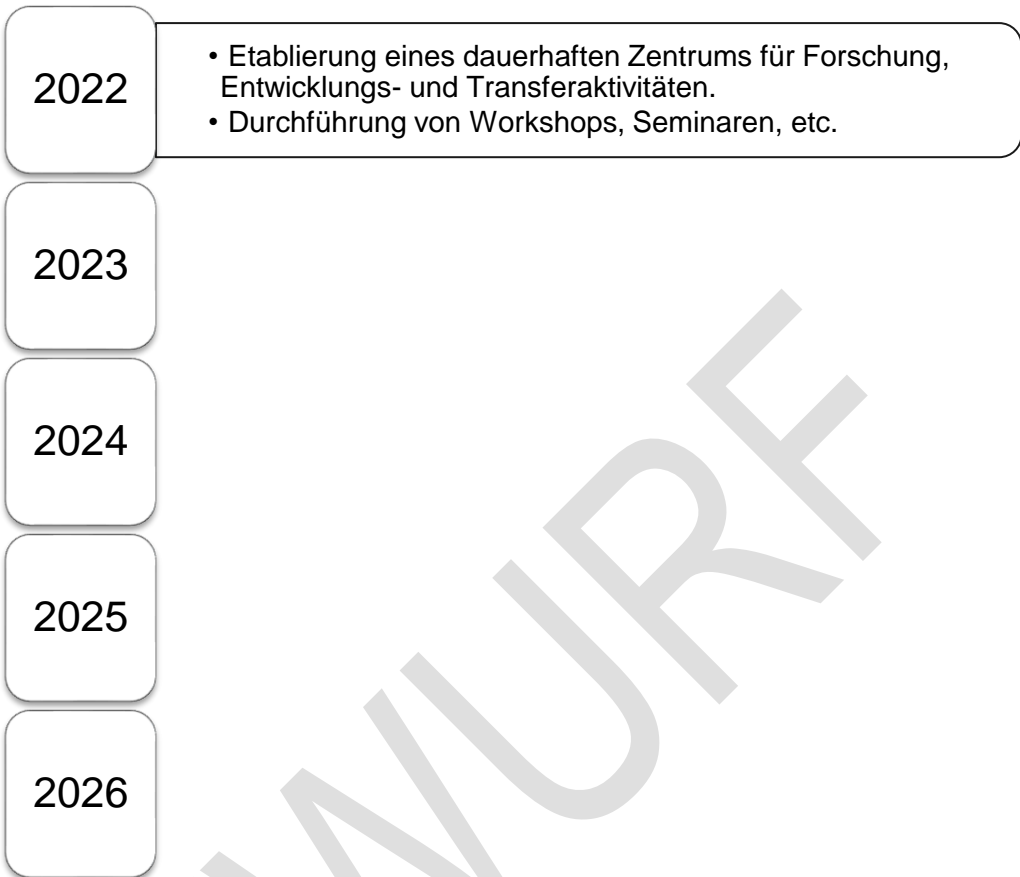 2022
• Etablierung eines dauerhaften Zentrums für Forschung,
Entwicklungs- und Transferaktivitäten.
• Durchführung von Workshops, Seminaren, etc.
2023
2024
2025
2026
WURF